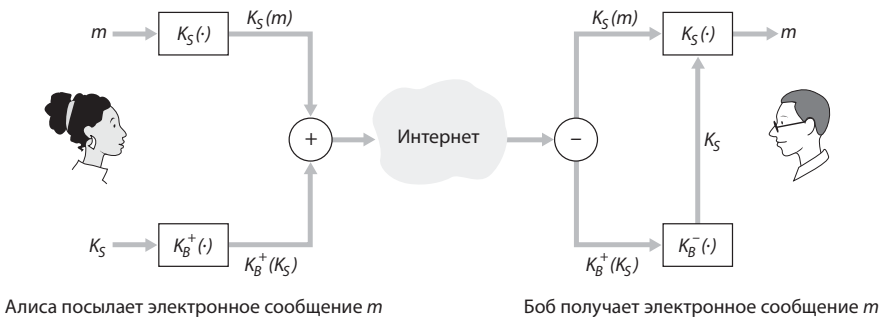 m
K_S(·)
K_S(m)
K_S(m)
K_S(·)
m
+
Интернет
–
K_S
K_S
K_B^+(·)
K_B^+(K_S)
K_B^+(K_S)
K_B^−(·)
Алиса посылает электронное сообщение m
Боб получает электронное сообщение m